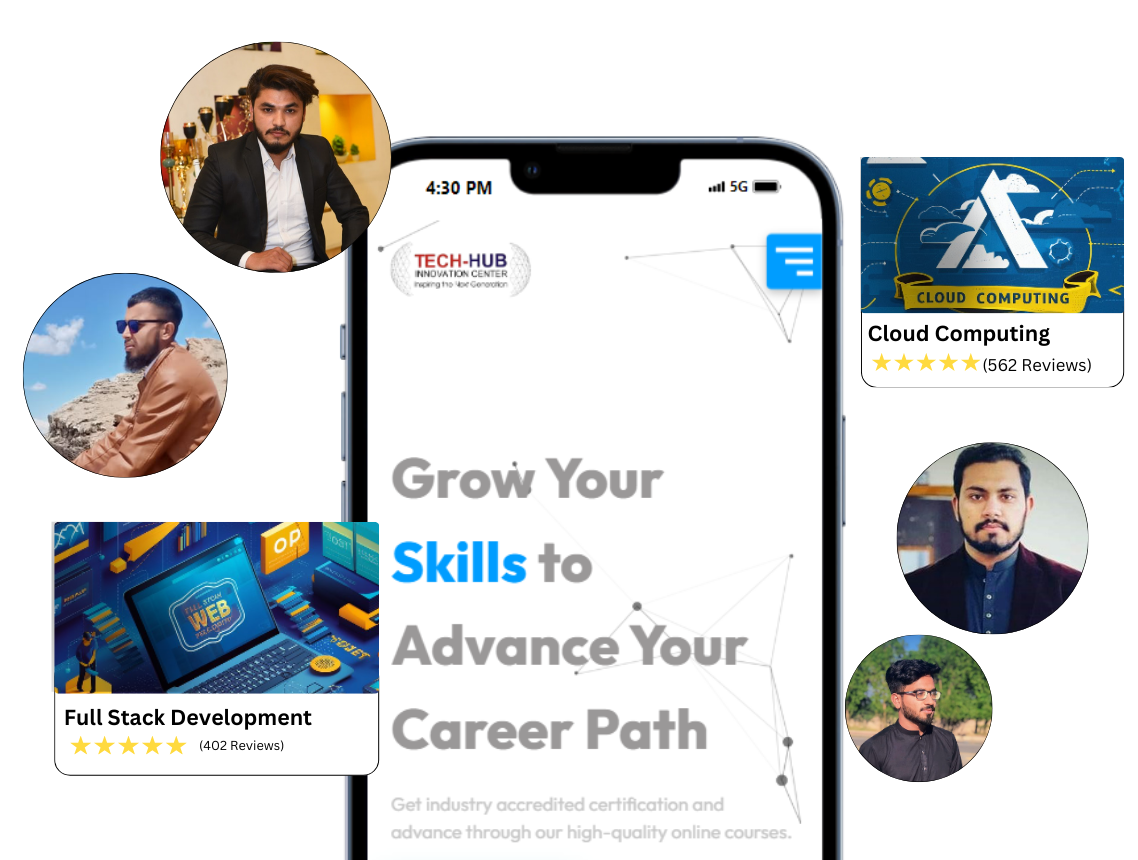 4:30 PM
5G
TECH-HUB
INNOVATION CENTER
Inspiring the Next Generation
CLOUD COMPUTING
Cloud Computing
(562 Reviews)
Grow Your
Skills to
Advance Your
Career Path
OP
WEB
Full Stack Development
(402 Reviews)
Get industry accredited certification and
advance through our high-quality online courses.